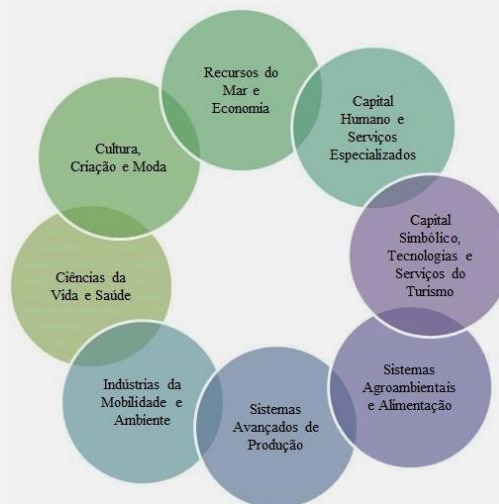 Recursos do
Mar e
Economia
Capital
Humano e
Serviços
Especializados
Capital
Simbólico,
Tecnologias e
Serviços do
Turismo
Sistemas
Agroambientais
e Alimentação
Sistemas
Avançados de
Produção
Indústrias da
Mobilidade e
Ambiente
Ciências da
Vida e Saúde
Cultura,
Criação e Moda